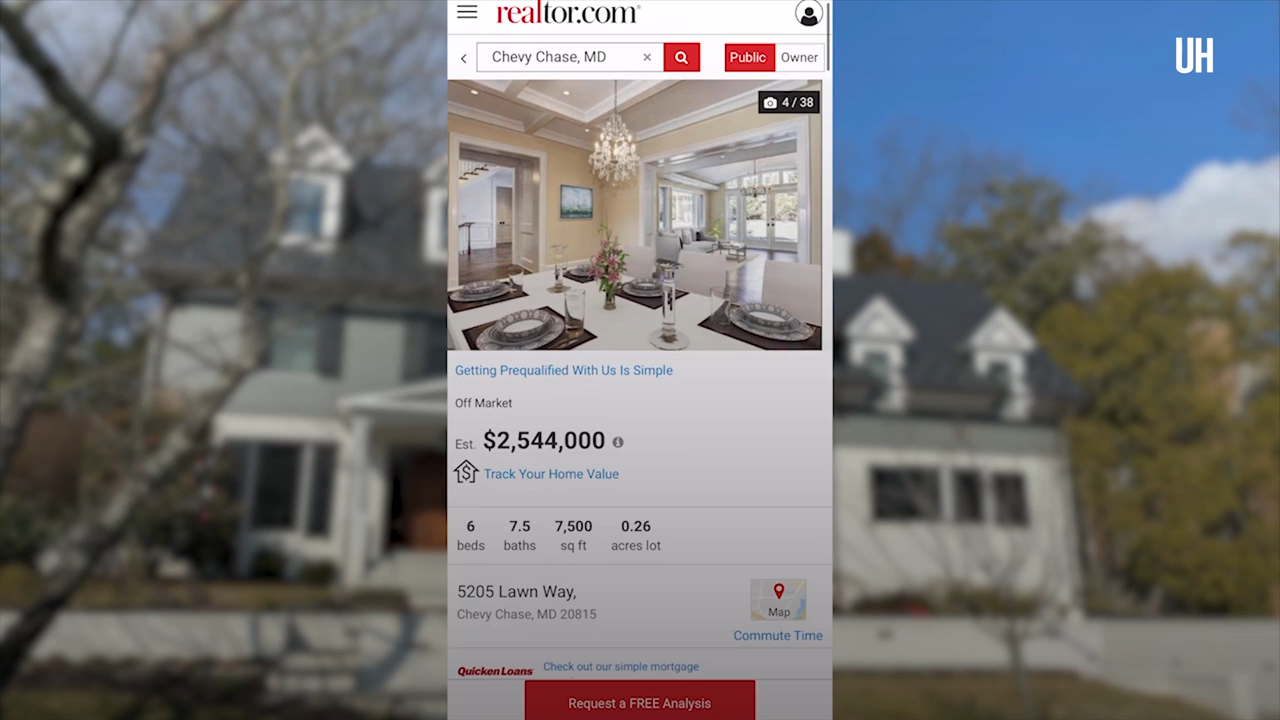 realtor.com®
UH
Chevy Chase, MD
Public Owner
4 / 38
Getting Prequalified With Us Is Simple
Off Market
Est. $2,544,000
Track Your Home Value
6 7.5 7,500 0.26
beds baths sq ft acres lot
5205 Lawn Way,
Chevy Chase, MD 20815
Map
Commute Time
Quicken Loans Check out our simple mortgage
Request a FREE Analysis